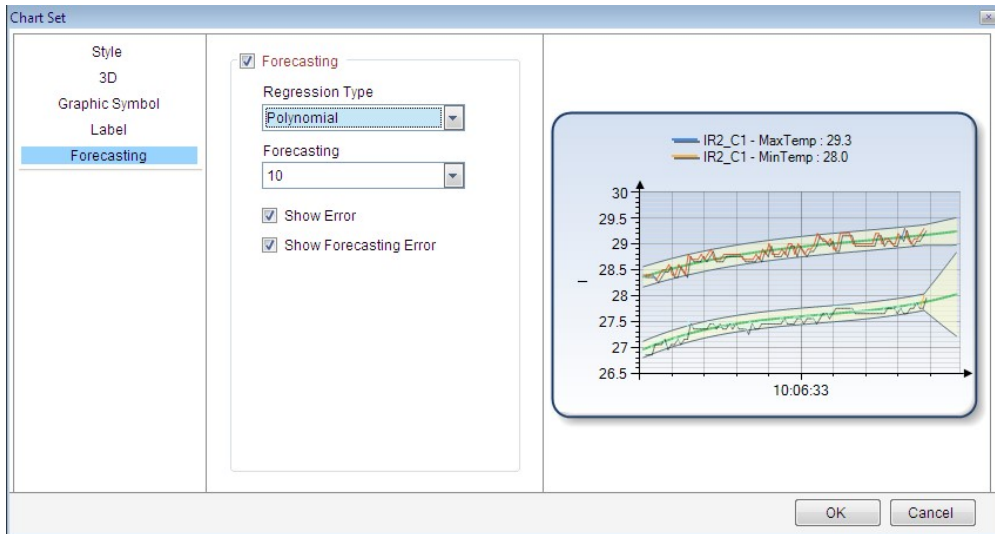 Chart Set
Style
3D
Graphic Symbol
Label
Forecasting
Forecasting
Regression Type
Polynomial
Forecasting
10
Show Error
Show Forecasting Error
IR2_C1 - MaxTemp : 29.3
IR2_C1 - MinTemp : 28.0
30
29.5
29
28.5
28
27.5
27
26.5
10:06:33
OK
Cancel